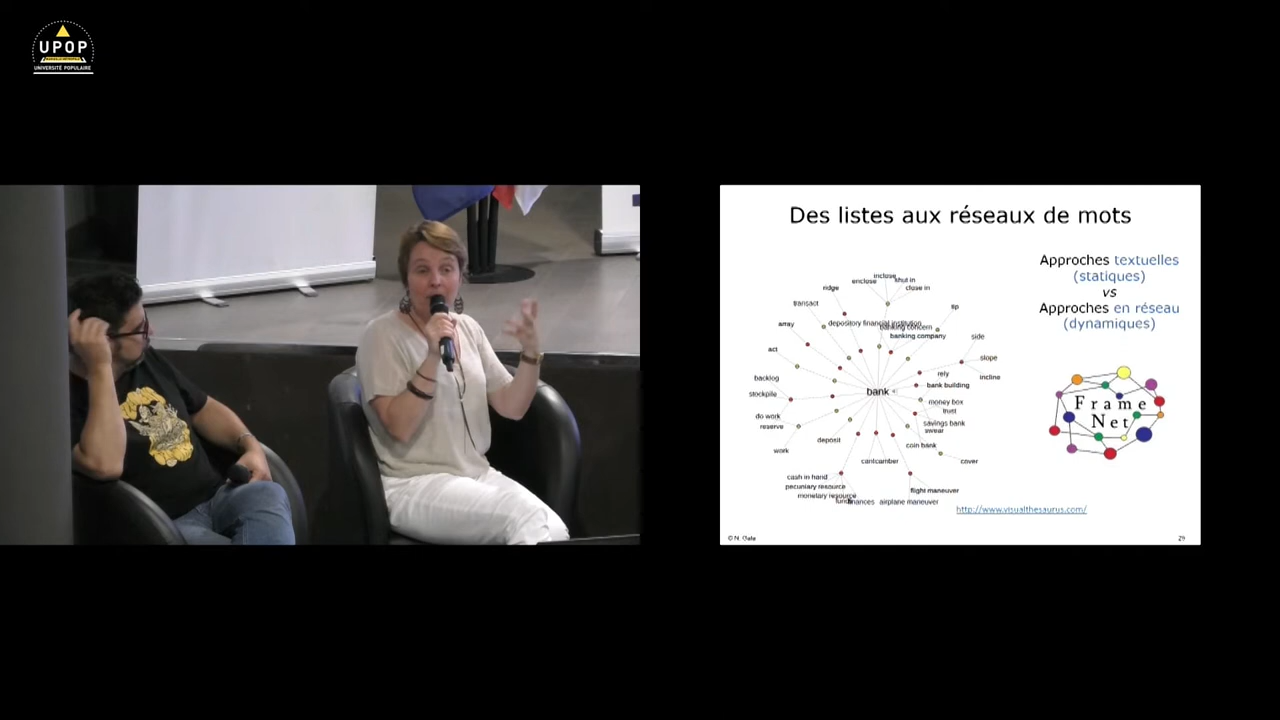 UPOP
UNIVERSITÉ POPULAIRE
Des listes aux réseaux de mots
Approches textuelles
(statiques)
vs
Approches en réseau
(dynamiques)
inclose
enclose
shut in
close in
ridge
tip
transact
depository financial institution
banking concern
banking company
array
side
act
slope
rely
incline
backlog
bank
bank building
stockpile
money box
trust
do work
reserve
savings bank
swear
deposit
coin bank
work
cant
camber
cover
cash in hand
pecuniary resource
monetary resource
funds
finances
flight maneuver
airplane maneuver
Frame
Net
http://www.visualthesaurus.com/
© N. Gala
29